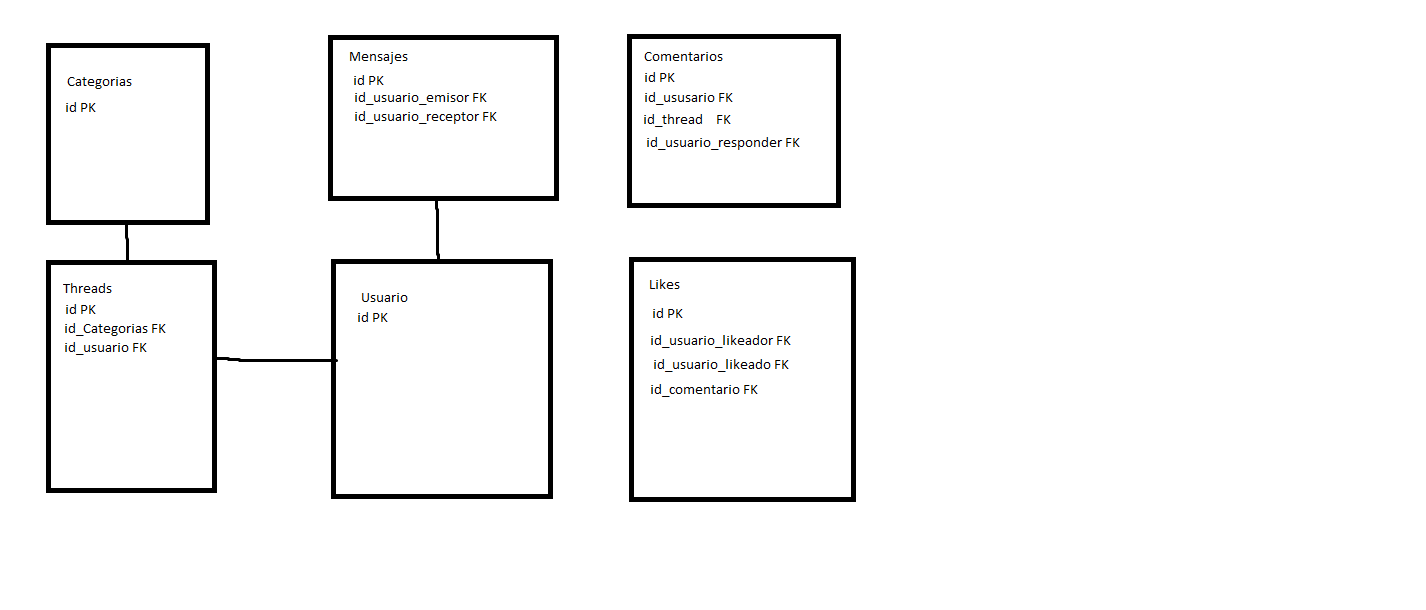 Categorias
id PK
Mensajes
id PK
id_usuario_emisor FK
id_usuario_receptor FK
Comentarios
id PK
id_ususario FK
id_thread FK
id_usuario_responder FK
Threads
id PK
id_Categorias FK
id_usuario FK
Usuario
id PK
Likes
id PK
id_usuario_likeador FK
id_usuario_likeado FK
id_comentario FK